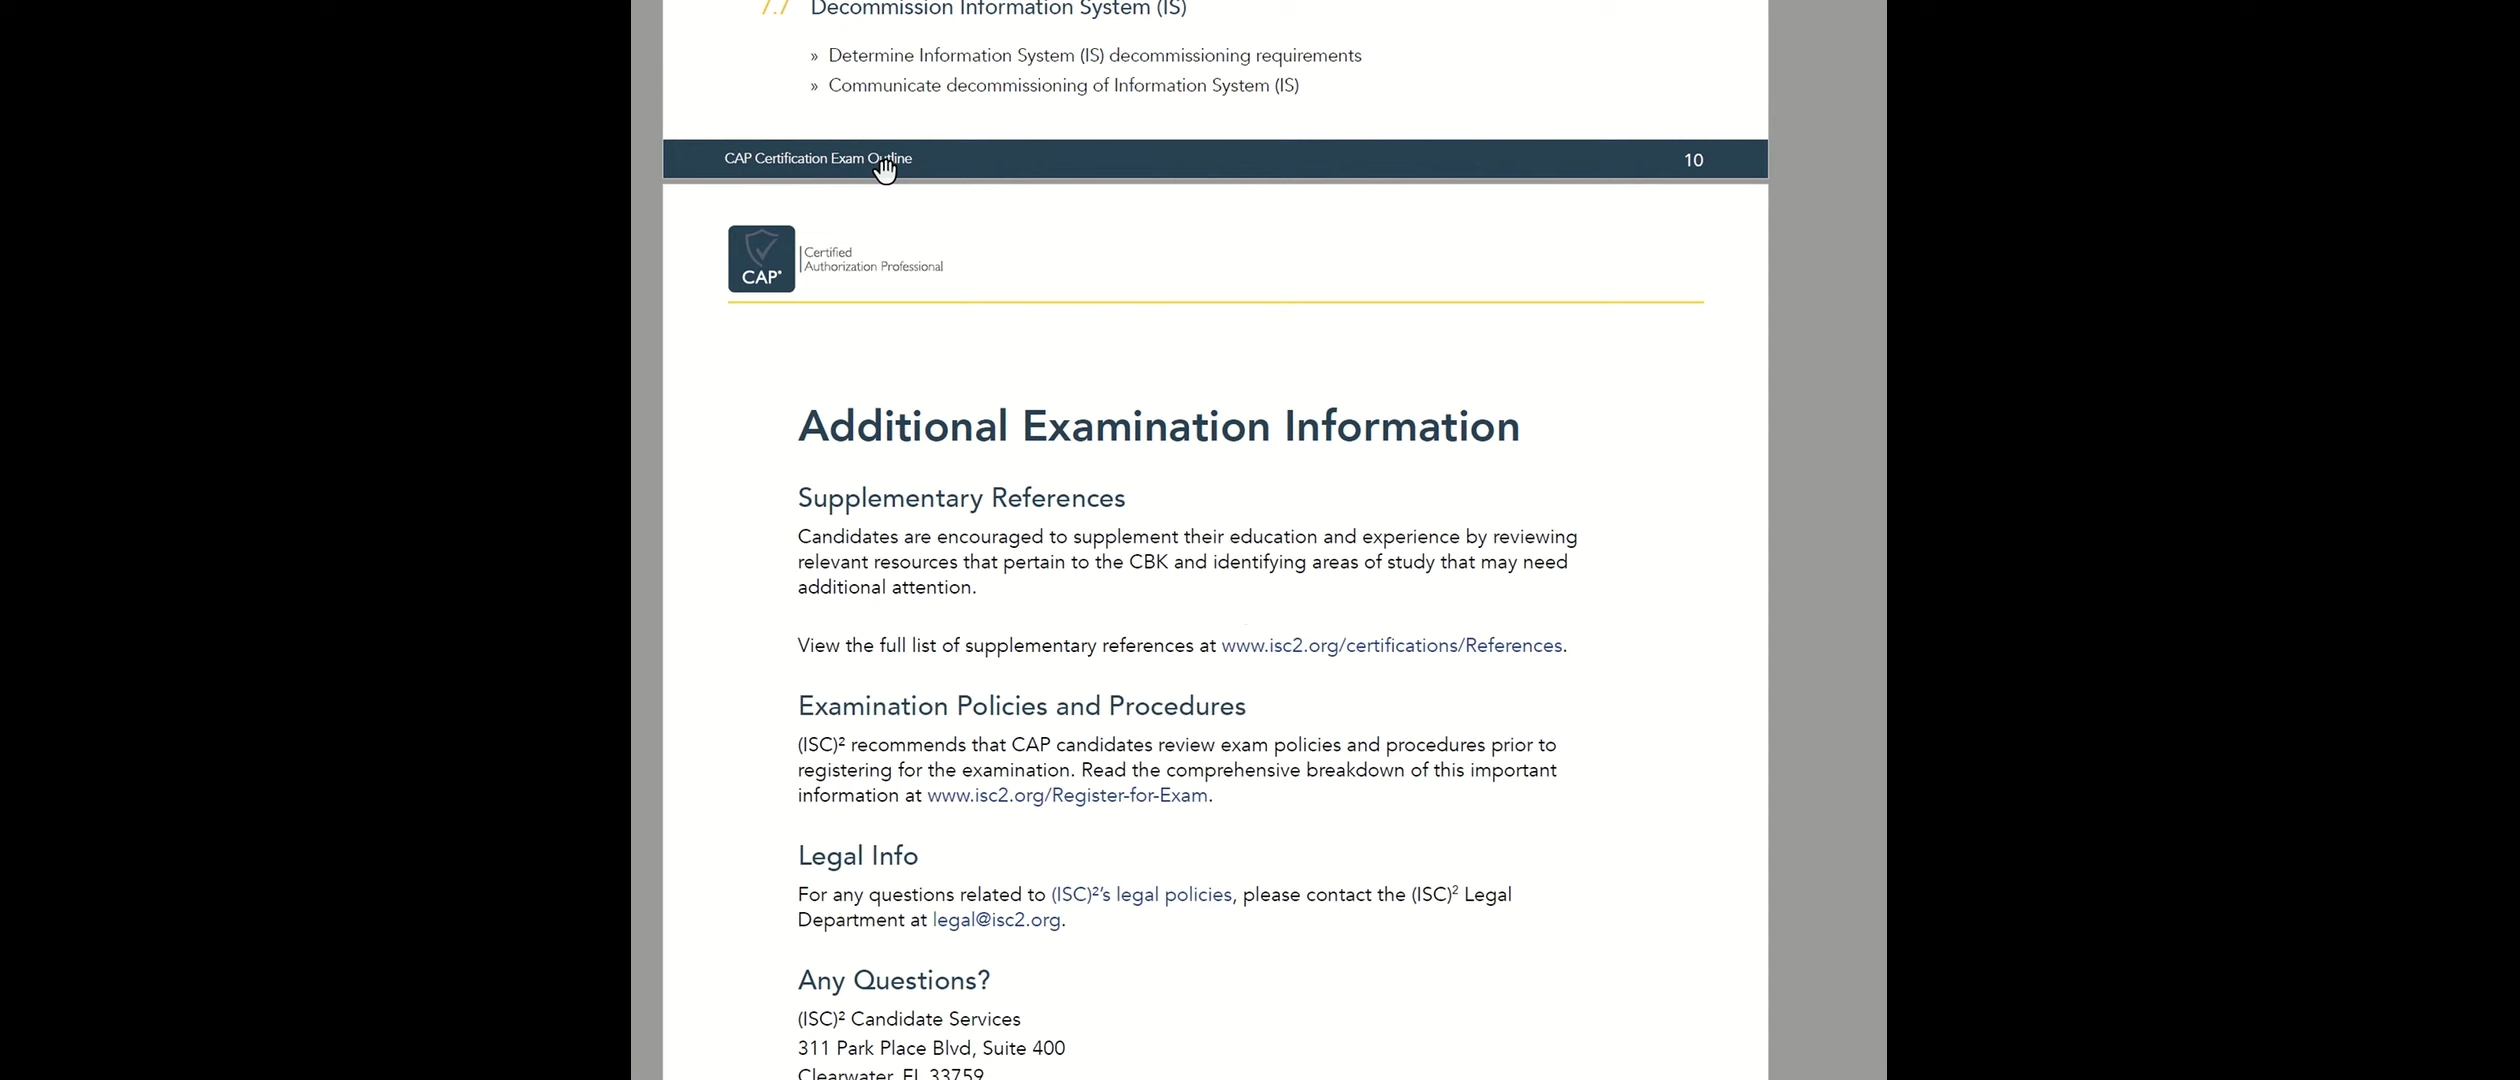 7.7 Decommission Information System (IS)
» Determine Information System (IS) decommissioning requirements
» Communicate decommissioning of Information System (IS)
CAP Certification Exam Outline 10
CAP®
Certified
Authorization Professional
Additional Examination Information
Supplementary References
Candidates are encouraged to supplement their education and experience by reviewing
relevant resources that pertain to the CBK and identifying areas of study that may need
additional attention.
View the full list of supplementary references at www.isc2.org/certifications/References.
Examination Policies and Procedures
(ISC)² recommends that CAP candidates review exam policies and procedures prior to
registering for the examination. Read the comprehensive breakdown of this important
information at www.isc2.org/Register-for-Exam.
Legal Info
For any questions related to (ISC)²'s legal policies, please contact the (ISC)² Legal
Department at legal@isc2.org.
Any Questions?
(ISC)² Candidate Services
311 Park Place Blvd, Suite 400
Clearwater, FL 33759